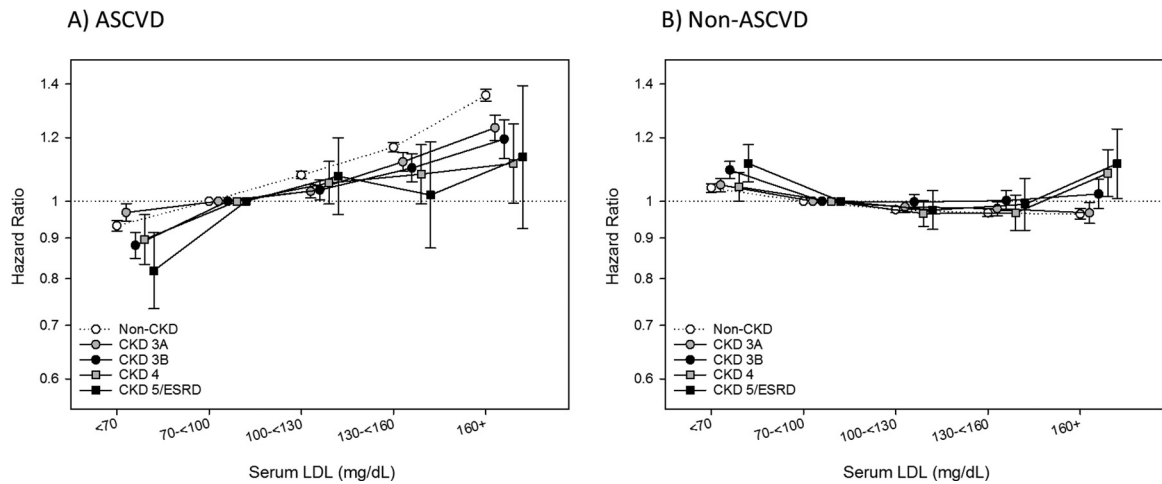 A) ASCVD
Hazard Ratio
1.4
1.2
1
0.9
0.8
0.7
0.6
Non-CKD
CKD 3A
CKD 3B
CKD 4
CKD 5/ESRD
<70
70-<100
100-<130
130-<160
160+
Serum LDL (mg/dL)
B) Non-ASCVD
Hazard Ratio
1.4
1.2
1
0.9
0.8
0.7
0.6
Non-CKD
CKD 3A
CKD 3B
CKD 4
CKD 5/ESRD
<70
70-<100
100-<130
130-<160
160+
Serum LDL (mg/dL)